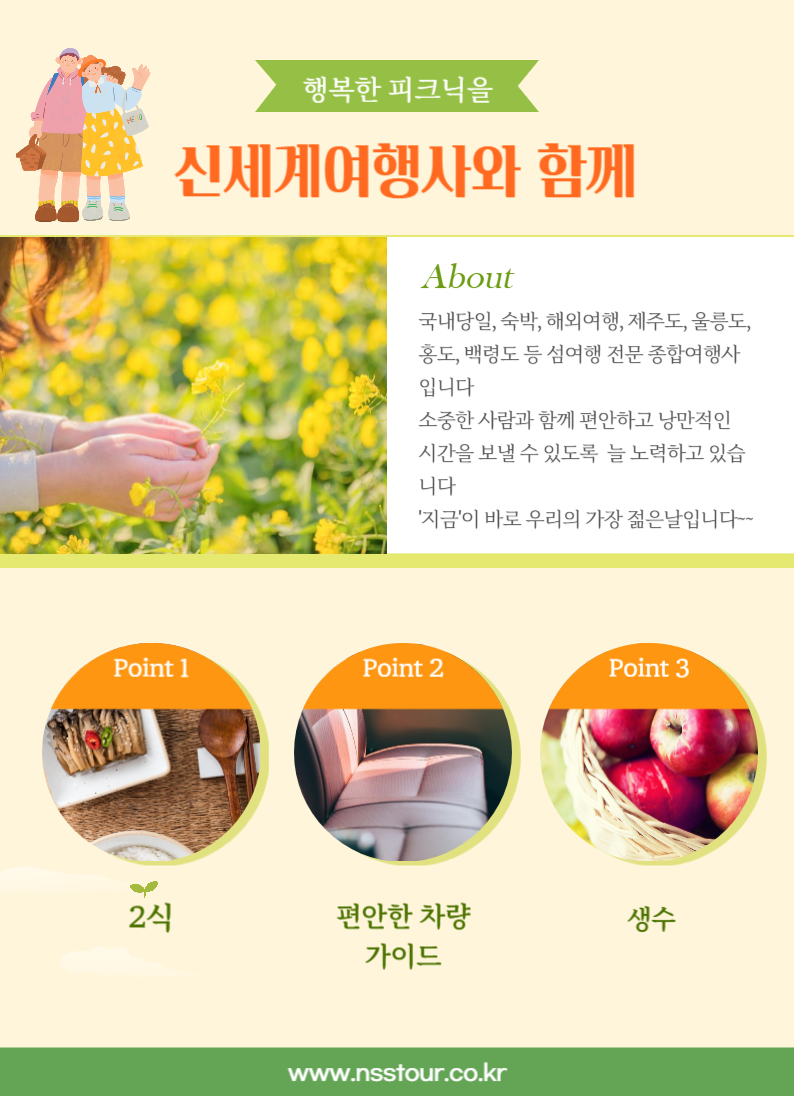 행복한 피크닉을
신세계여행사와 함께
About
국내당일, 숙박, 해외여행, 제주도, 울릉도,
홍도, 백령도 등 섬여행 전문 종합여행사
입니다
소중한 사람과 함께 편안하고 낭만적인
시간을 보낼 수 있도록 늘 노력하고 있습
니다
'지금'이 바로 우리의 가장 젊은날입니다~~
Point 1
Point 2
Point 3
2식
편안한 차량
가이드
생수
www.nsstour.co.kr